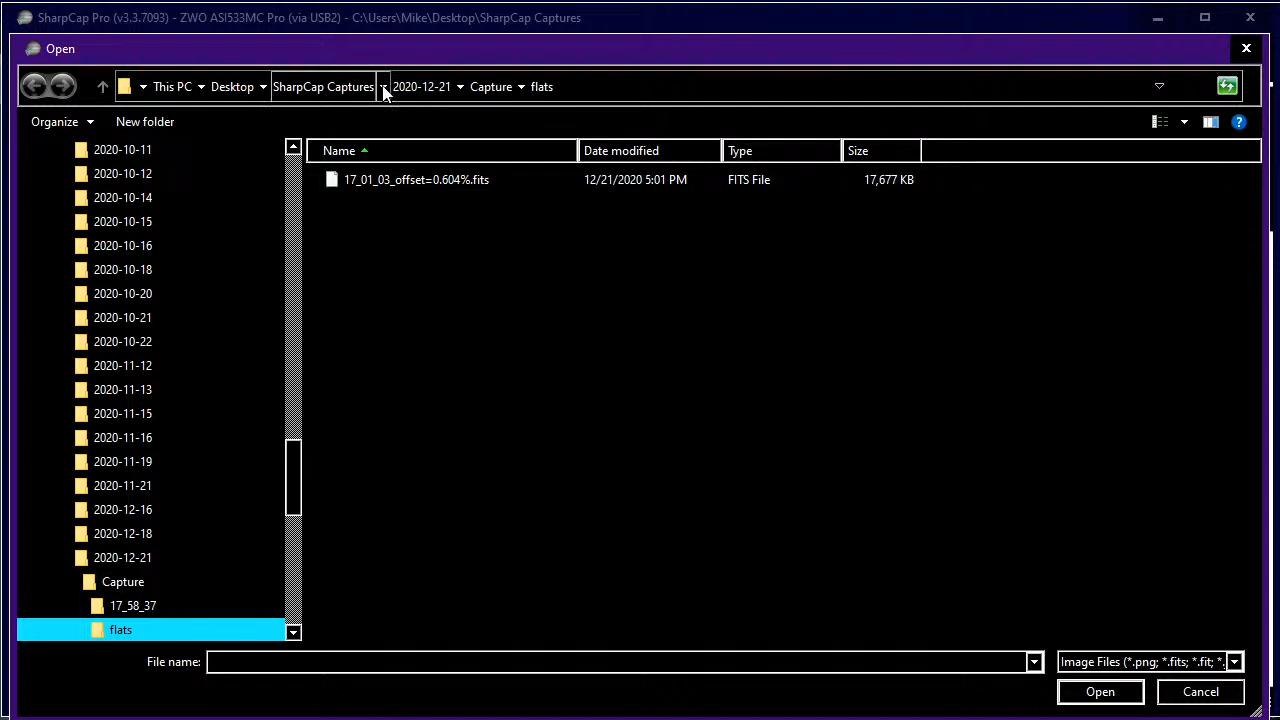 SharpCap Pro (v3.3.7093) - ZWO ASI533MC Pro (via USB2) - C:\Users\Mike\Desktop\SharpCap Captures
Open
This PC Desktop SharpCap Captures 2020-12-21 Capture flats
Organize New folder
Name Date modified Type Size
17_01_03_offset=0.604%.fits 12/21/2020 5:01 PM FITS File 17,677 KB
2020-10-11
2020-10-12
2020-10-14
2020-10-15
2020-10-16
2020-10-18
2020-10-20
2020-10-21
2020-10-22
2020-11-12
2020-11-13
2020-11-15
2020-11-16
2020-11-19
2020-11-21
2020-12-16
2020-12-18
2020-12-21
Capture
17_58_37
flats
File name: Image Files (*.png; *.fits; *.fit; *.
Open Cancel